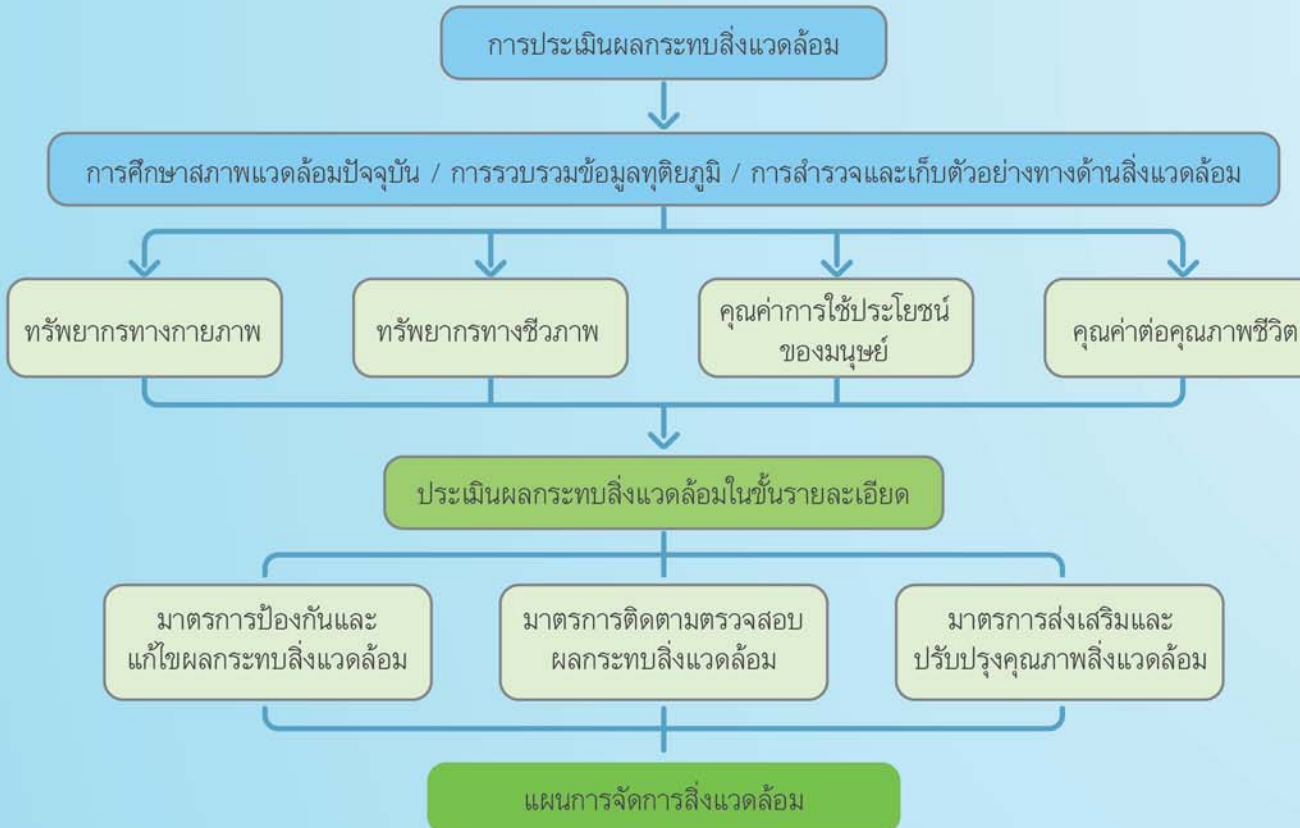 การประเมินผลกระทบสิ่งแวดล้อม
การศึกษาสภาพแวดล้อมปัจจุบัน / การรวบรวมข้อมูลทุติยภูมิ / การสำรวจและเก็บตัวอย่างทางด้านสิ่งแวดล้อม
ทรัพยากรทางกายภาพ
ทรัพยากรทางชีวภาพ
คุณค่าการใช้ประโยชน์
ของมนุษย์
คุณค่าต่อคุณภาพชีวิต
ประเมินผลกระทบสิ่งแวดล้อมในขั้นรายละเอียด
มาตรการป้องกันและ
แก้ไขผลกระทบสิ่งแวดล้อม
มาตรการติดตามตรวจสอบ
ผลกระทบสิ่งแวดล้อม
มาตรการส่งเสริมและ
ปรับปรุงคุณภาพสิ่งแวดล้อม
แผนการจัดการสิ่งแวดล้อม